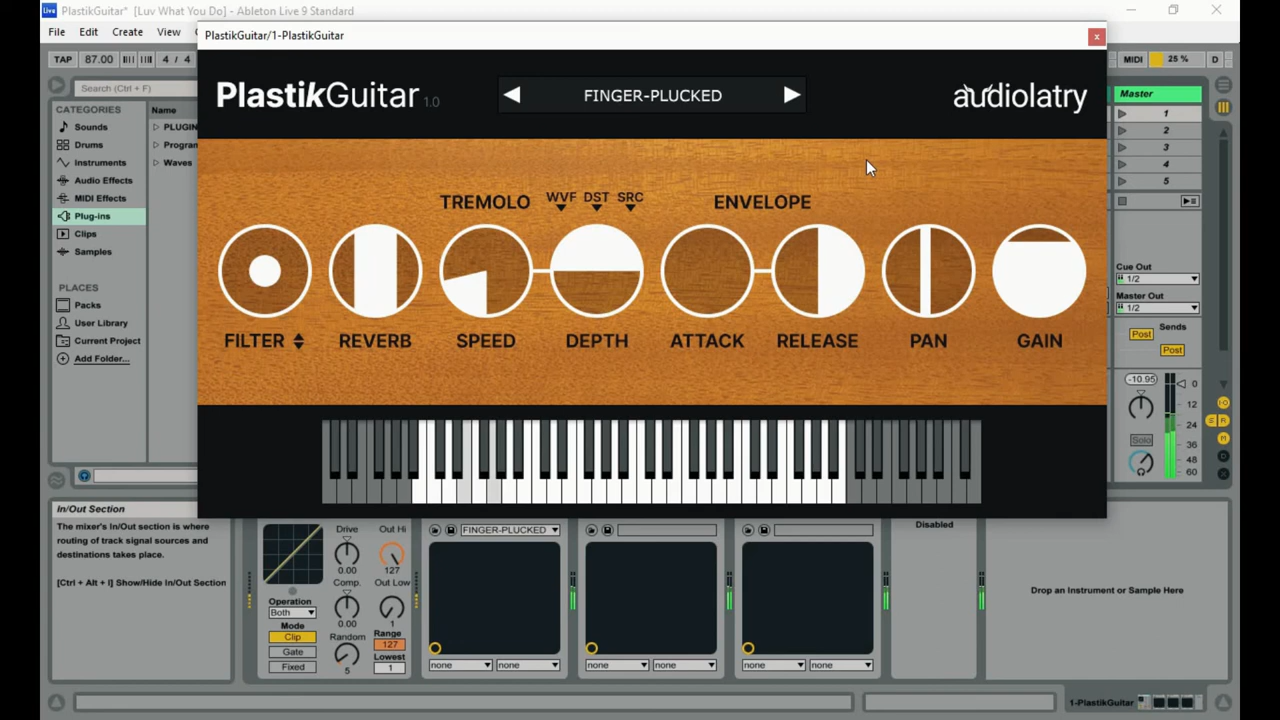 Live PlastikGuitar* [Luv What You Do] - Ableton Live 9 Standard
File Edit Create View
TAP 87.00 4 / 4 MIDI 25 % D
PlastikGuitar/1-PlastikGuitar x
PlastikGuitar 1.0
FINGER-PLUCKED
audiolatry
Search (Ctrl + F)
CATEGORIES
Sounds
Drums
Instruments
Audio Effects
MIDI Effects
Plug-ins
Clips
Samples
PLACES
Packs
User Library
Current Project
Add Folder...
Name
PLUGIN
Program
Waves
TREMOLO WVF DST SRC ENVELOPE
FILTER REVERB SPEED DEPTH ATTACK RELEASE PAN GAIN
Master
1
2
3
4
5
Cue Out
1/2
Master Out
1/2
Sends
Post
Post
-10.95
0
12
24
36
48
60
Solo
In/Out Section
The mixer's In/Out section is where
routing of track signal sources and
destinations takes place.
[Ctrl + Alt + I] Show/Hide In/Out Section
Drive Out Hi
0.00 127
Comp. Out Low
0.00 1
Operation
Both
Mode
Clip
Gate
Fixed
Random
5
Range
127
Lowest
1
FINGER-PLUCKED
none none
none none
none none
Disabled
Drop an Instrument or Sample Here
1-PlastikGuitar